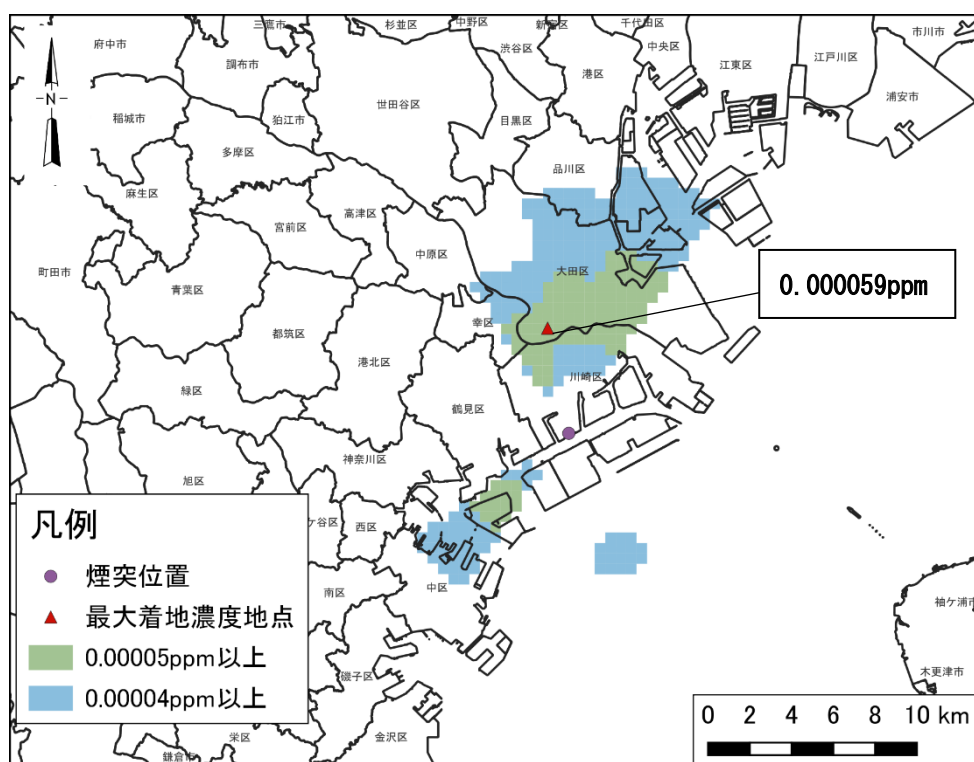 三鷹市
杉並区
中野区
新宿区
千代田区
府中市
調布市
渋谷区
港区
中央区
江東区
江戸川区
市川市
N
世田谷区
浦安市
稲城市
狛江市
目黒区
多摩区
品川区
麻生区
高津区
宮前区
中原区
町田市
青葉区
大田区
0.000059ppm
幸区
都筑区
港北区
緑区
川崎区
鶴見区
神奈川区
旭区
ケ谷区
西区
凡例
煙突位置
最大着地濃度地点
0.00005ppm以上
0.00004ppm以上
中区
南区
袖ケ浦市
磯子区
木更津市
栄区
金沢区
鎌倉市
0 2 4 6 8 10 km